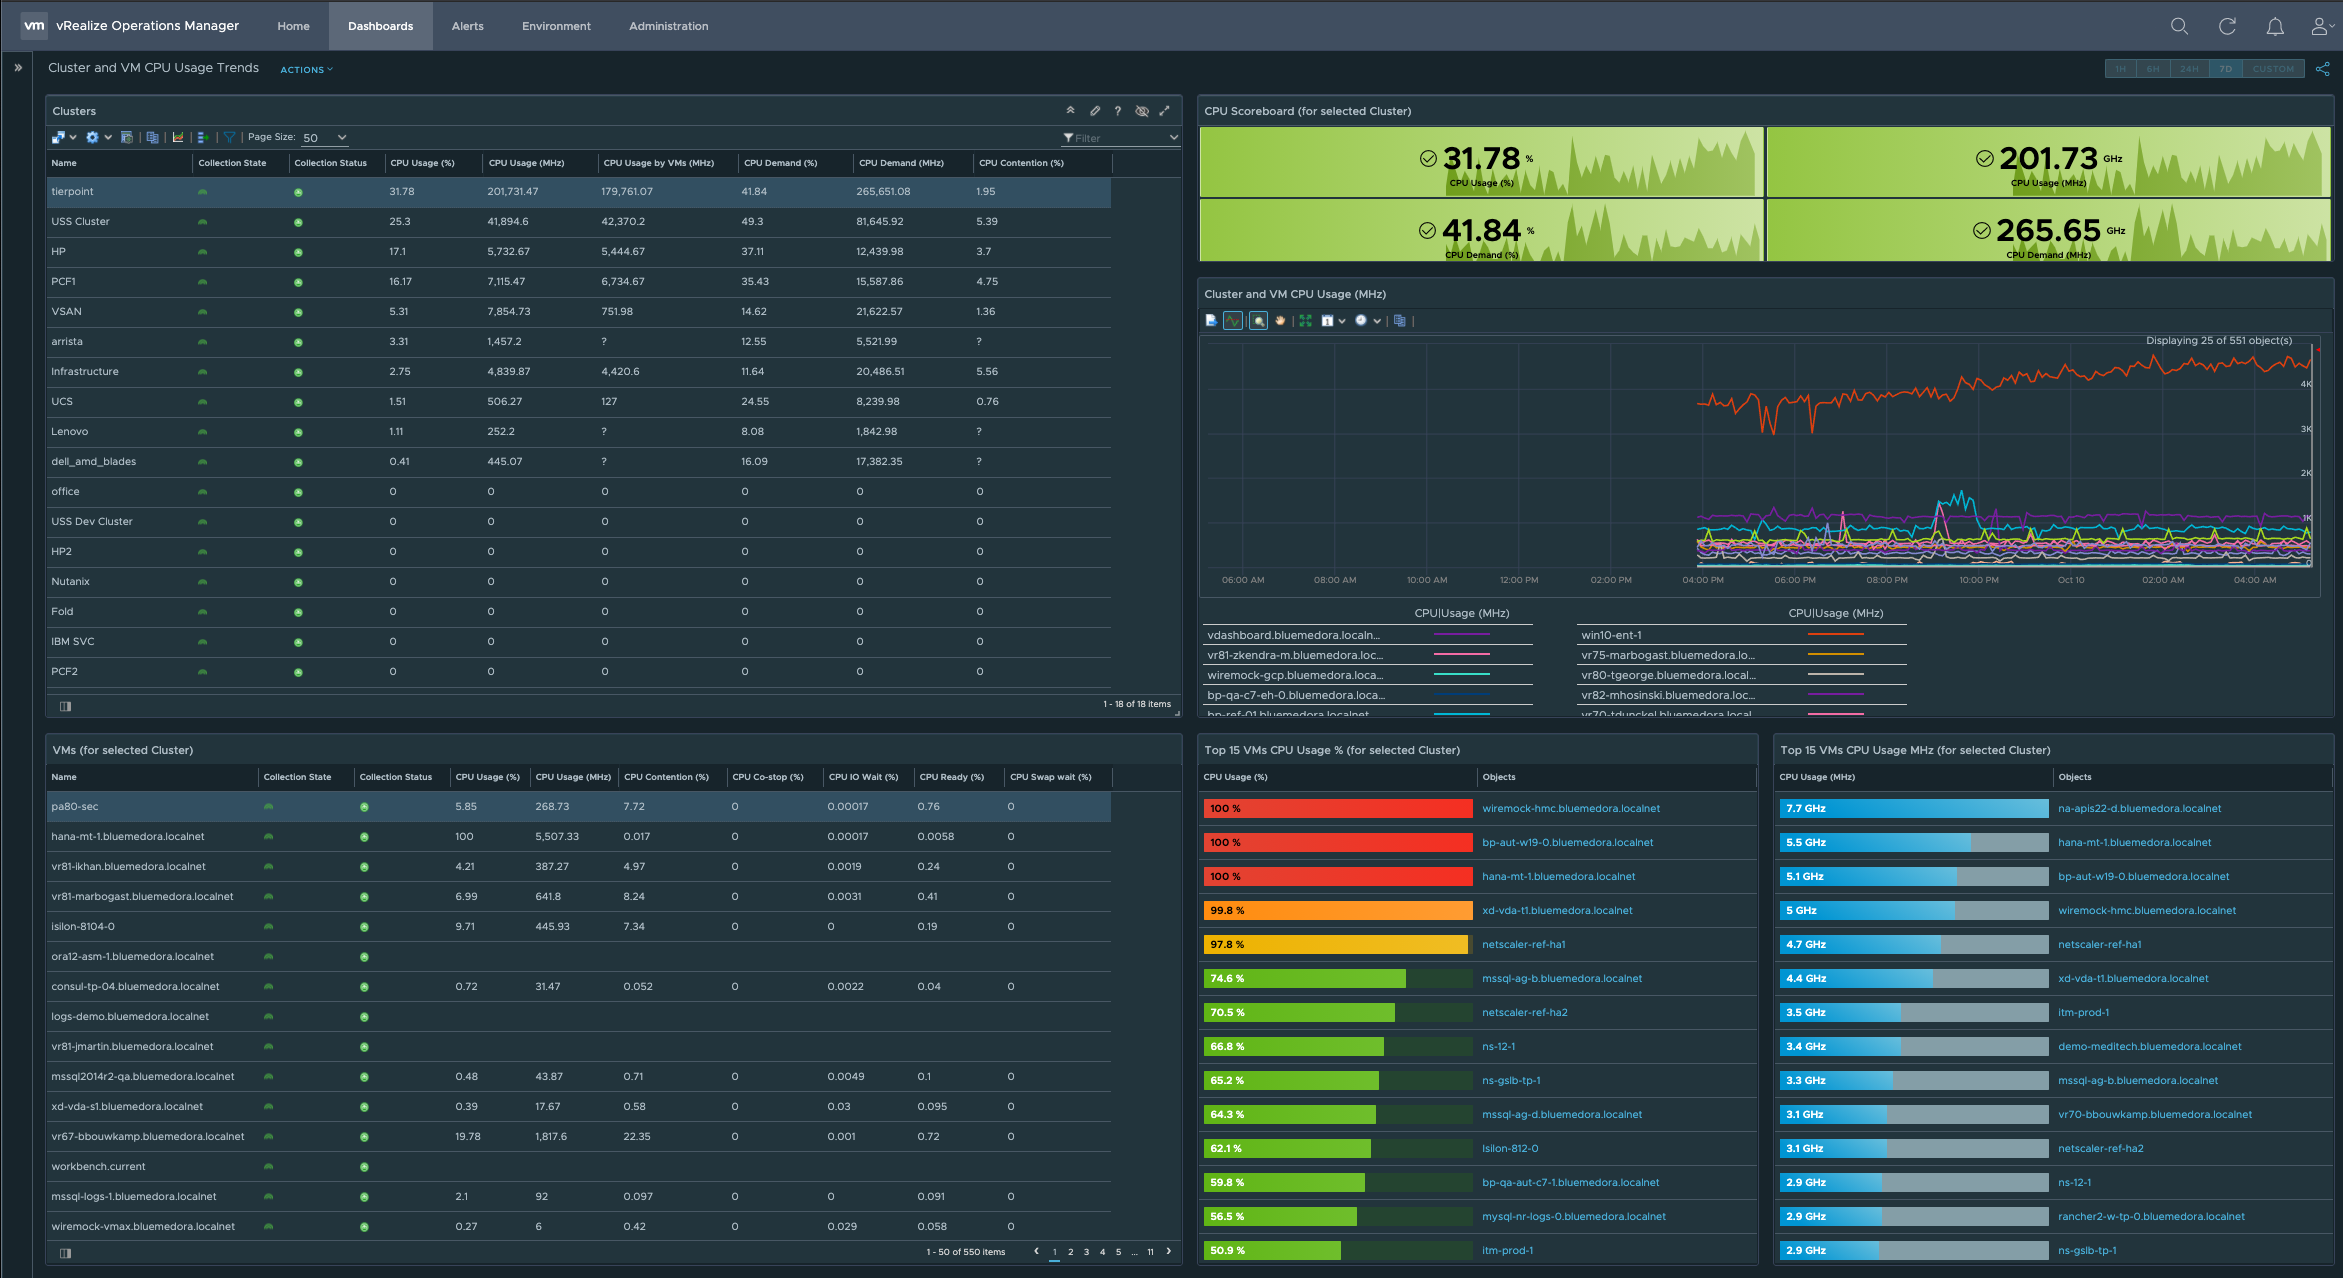 vm vRealize Operations Manager Home Dashboards Alerts Environment Administration
» Cluster and VM CPU Usage Trends ACTIONS
1H 6H 24H 7D CUSTOM
Clusters
Page Size: 50 Filter
Name Collection State Collection Status CPU Usage (%) CPU Usage (MHz) CPU Usage by VMs (MHz) CPU Demand (%) CPU Demand (MHz) CPU Contention (%)
tierpoint 31.78 201,731.47 179,761.07 41.84 265,651.08 1.95
USS Cluster 25.3 41,894.6 42,370.2 49.3 81,645.92 5.39
HP 17.1 5,732.67 5,444.67 37.11 12,439.98 3.7
PCF1 16.17 7,115.47 6,734.67 35.43 15,587.86 4.75
VSAN 5.31 7,854.73 751.98 14.62 21,622.57 1.36
arrista 3.31 1,457.2 ? 12.55 5,521.99 ?
Infrastructure 2.75 4,839.87 4,420.6 11.64 20,486.51 5.56
UCS 1.51 506.27 127 24.55 8,239.98 0.76
Lenovo 1.11 252.2 ? 8.08 1,842.98 ?
dell_amd_blades 0.41 445.07 ? 16.09 17,382.35 ?
office 0 0 0 0 0 0
USS Dev Cluster 0 0 0 0 0 0
HP2 0 0 0 0 0 0
Nutanix 0 0 0 0 0 0
Fold 0 0 0 0 0 0
IBM SVC 0 0 0 0 0 0
PCF2 0 0 0 0 0 0
1 - 18 of 18 items
CPU Scoreboard (for selected Cluster)
31.78 %
CPU Usage (%)
201.73 GHz
CPU Usage (MHz)
41.84 %
CPU Demand (%)
265.65 GHz
CPU Demand (MHz)
Cluster and VM CPU Usage (MHz)
Displaying 25 of 551 object(s)
4K
3K
2K
1K
0
06:00 AM 08:00 AM 10:00 AM 12:00 PM 02:00 PM 04:00 PM 06:00 PM 08:00 PM 10:00 PM Oct 10 02:00 AM 04:00 AM
CPU|Usage (MHz) CPU|Usage (MHz)
vdashboard.bluemedora.localn... win10-ent-1
vr81-zkendra-m.bluemedora.loc... vr75-marbogast.bluemedora.lo...
wiremock-gcp.bluemedora.loca... vr80-tgeorge.bluemedora.local...
bp-qa-c7-eh-0.bluemedora.loca... vr82-mhosinski.bluemedora.loc...
bp-ref-01.bluemedora.localnet vr70-tdunckel.bluemedora.local...
VMs (for selected Cluster)
Name Collection State Collection Status CPU Usage (%) CPU Usage (MHz) CPU Contention (%) CPU Co-stop (%) CPU IO Wait (%) CPU Ready (%) CPU Swap wait (%)
pa80-sec 5.85 268.73 7.72 0 0.00017 0.76 0
hana-mt-1.bluemedora.localnet 100 5,507.33 0.017 0 0.00017 0.0058 0
vr81-ikhan.bluemedora.localnet 4.21 387.27 4.97 0 0.0019 0.24 0
vr81-marbogast.bluemedora.localnet 6.99 641.8 8.24 0 0.0031 0.41 0
isilon-8104-0 9.71 445.93 7.34 0 0 0.19 0
ora12-asm-1.bluemedora.localnet
consul-tp-04.bluemedora.localnet 0.72 31.47 0.052 0 0.0022 0.04 0
logs-demo.bluemedora.localnet
vr81-jmartin.bluemedora.localnet
mssql2014r2-qa.bluemedora.localnet 0.48 43.87 0.71 0 0.0049 0.1 0
xd-vda-s1.bluemedora.localnet 0.39 17.67 0.58 0 0.03 0.095 0
vr67-bbouwkamp.bluemedora.localnet 19.78 1,817.6 22.35 0 0.001 0.72 0
workbench.current
mssql-logs-1.bluemedora.localnet 2.1 92 0.097 0 0 0.091 0
wiremock-vmax.bluemedora.localnet 0.27 6 0.42 0 0.029 0.058 0
1 - 50 of 550 items 1 2 3 4 5 ... 11
Top 15 VMs CPU Usage % (for selected Cluster)
CPU Usage (%) Objects
100 % wiremock-hmc.bluemedora.localnet
100 % bp-aut-w19-0.bluemedora.localnet
100 % hana-mt-1.bluemedora.localnet
99.8 % xd-vda-t1.bluemedora.localnet
97.8 % netscaler-ref-ha1
74.6 % mssql-ag-b.bluemedora.localnet
70.5 % netscaler-ref-ha2
66.8 % ns-12-1
65.2 % ns-gslb-tp-1
64.3 % mssql-ag-d.bluemedora.localnet
62.1 % Isilon-812-0
59.8 % bp-qa-aut-c7-1.bluemedora.localnet
56.5 % mysql-nr-logs-0.bluemedora.localnet
50.9 % itm-prod-1
Top 15 VMs CPU Usage MHz (for selected Cluster)
CPU Usage (MHz) Objects
7.7 GHz na-apis22-d.bluemedora.localnet
5.5 GHz hana-mt-1.bluemedora.localnet
5.1 GHz bp-aut-w19-0.bluemedora.localnet
5 GHz wiremock-hmc.bluemedora.localnet
4.7 GHz netscaler-ref-ha1
4.4 GHz xd-vda-t1.bluemedora.localnet
3.5 GHz itm-prod-1
3.4 GHz demo-meditech.bluemedora.localnet
3.3 GHz mssql-ag-b.bluemedora.localnet
3.1 GHz vr70-bbouwkamp.bluemedora.localnet
3.1 GHz netscaler-ref-ha2
2.9 GHz ns-12-1
2.9 GHz rancher2-w-tp-0.bluemedora.localnet
2.9 GHz ns-gslb-tp-1